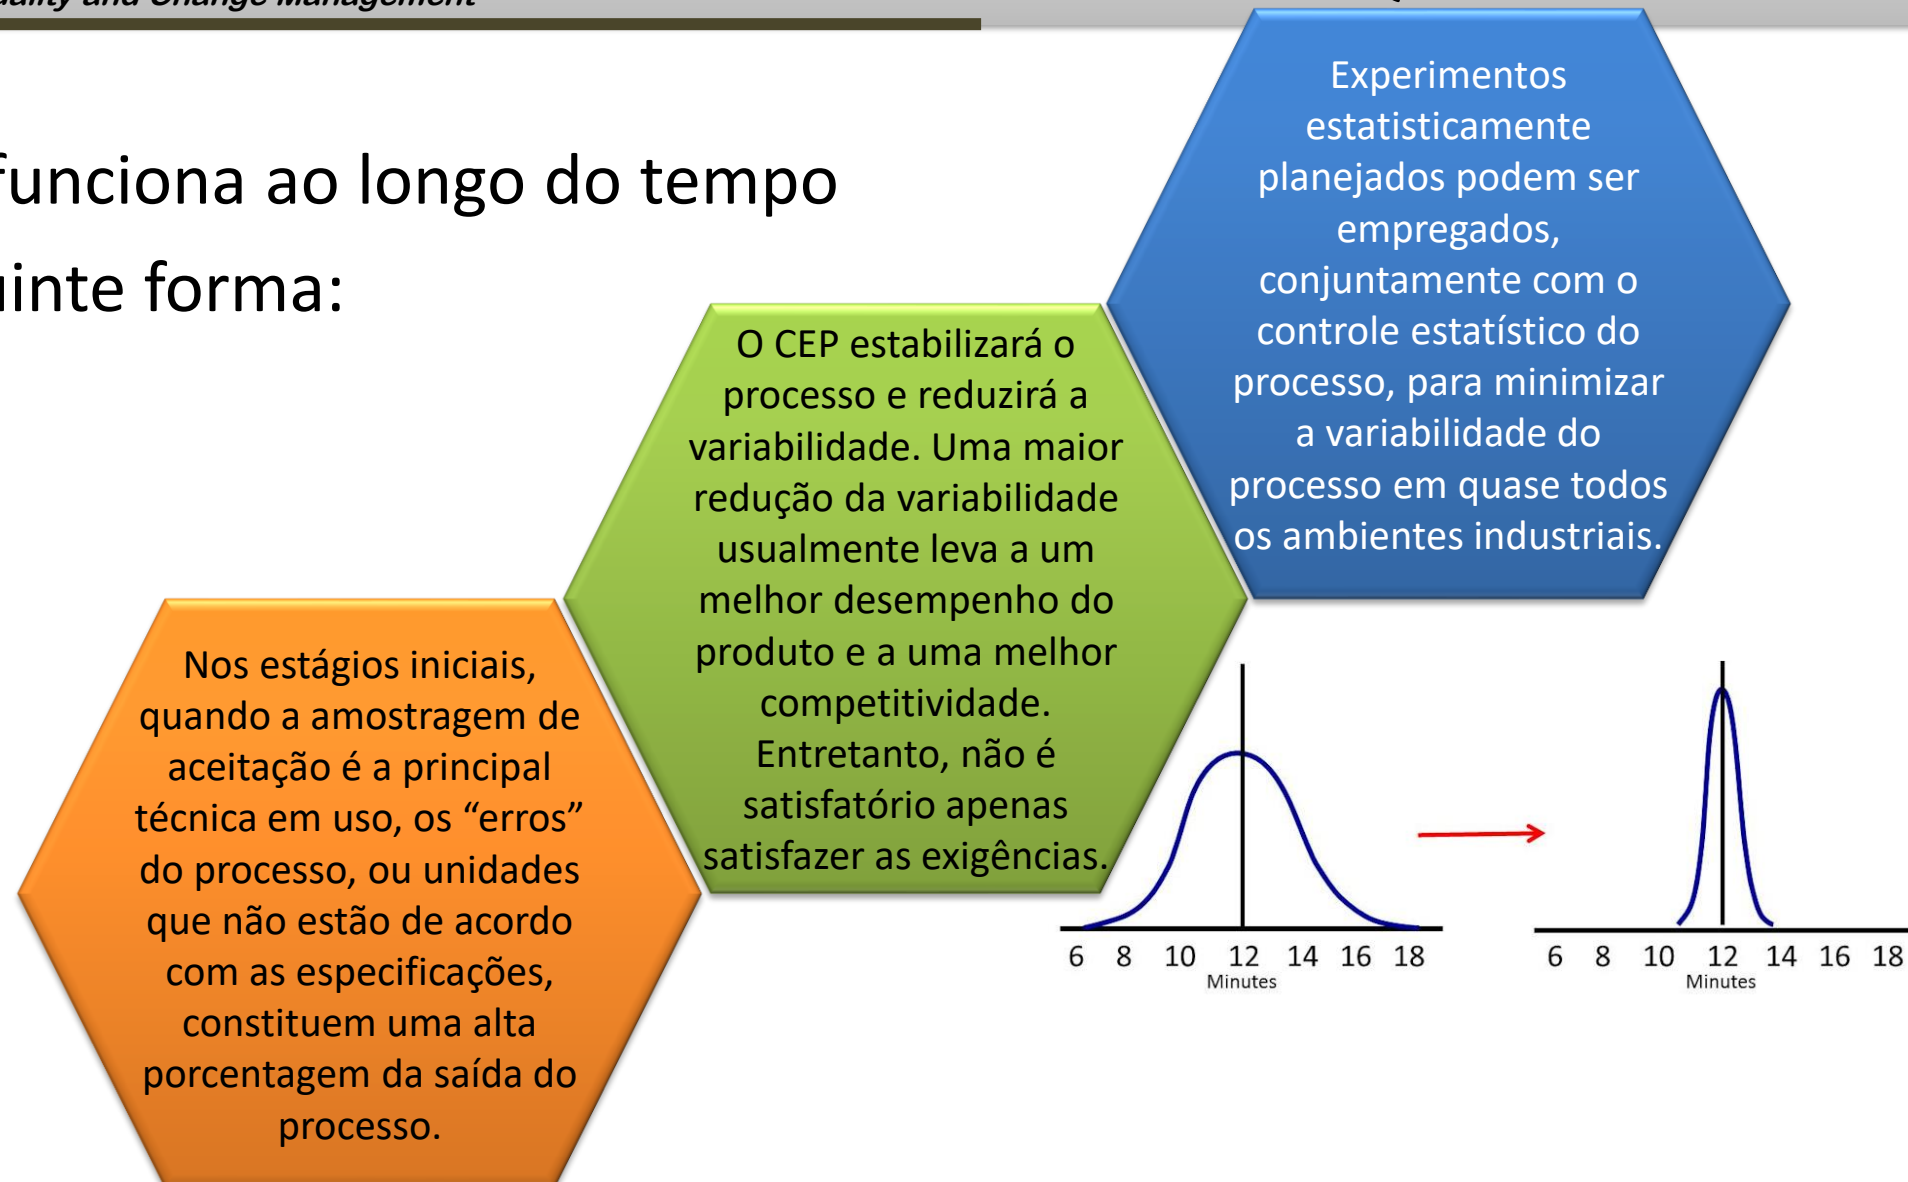 uality and Change Management
funciona ao longo do tempo
uinte forma:
Experimentos
estatisticamente
planejados podem ser
empregados,
conjuntamente com o
controle estatístico do
processo, para minimizar
a variabilidade do
processo em quase todos
os ambientes industriais.
O CEP estabilizará o
processo e reduzirá a
variabilidade. Uma maior
redução da variabilidade
usualmente leva a um
melhor desempenho do
produto e a uma melhor
competitividade.
Entretanto, não é
satisfatório apenas
satisfazer as exigências.
Nos estágios iniciais,
quando a amostragem de
aceitação é a principal
técnica em uso, os “erros”
do processo, ou unidades
que não estão de acordo
com as especificações,
constituem uma alta
porcentagem da saída do
processo.
6 8 10 12 14 16 18
Minutes
6 8 10 12 14 16 18
Minutes